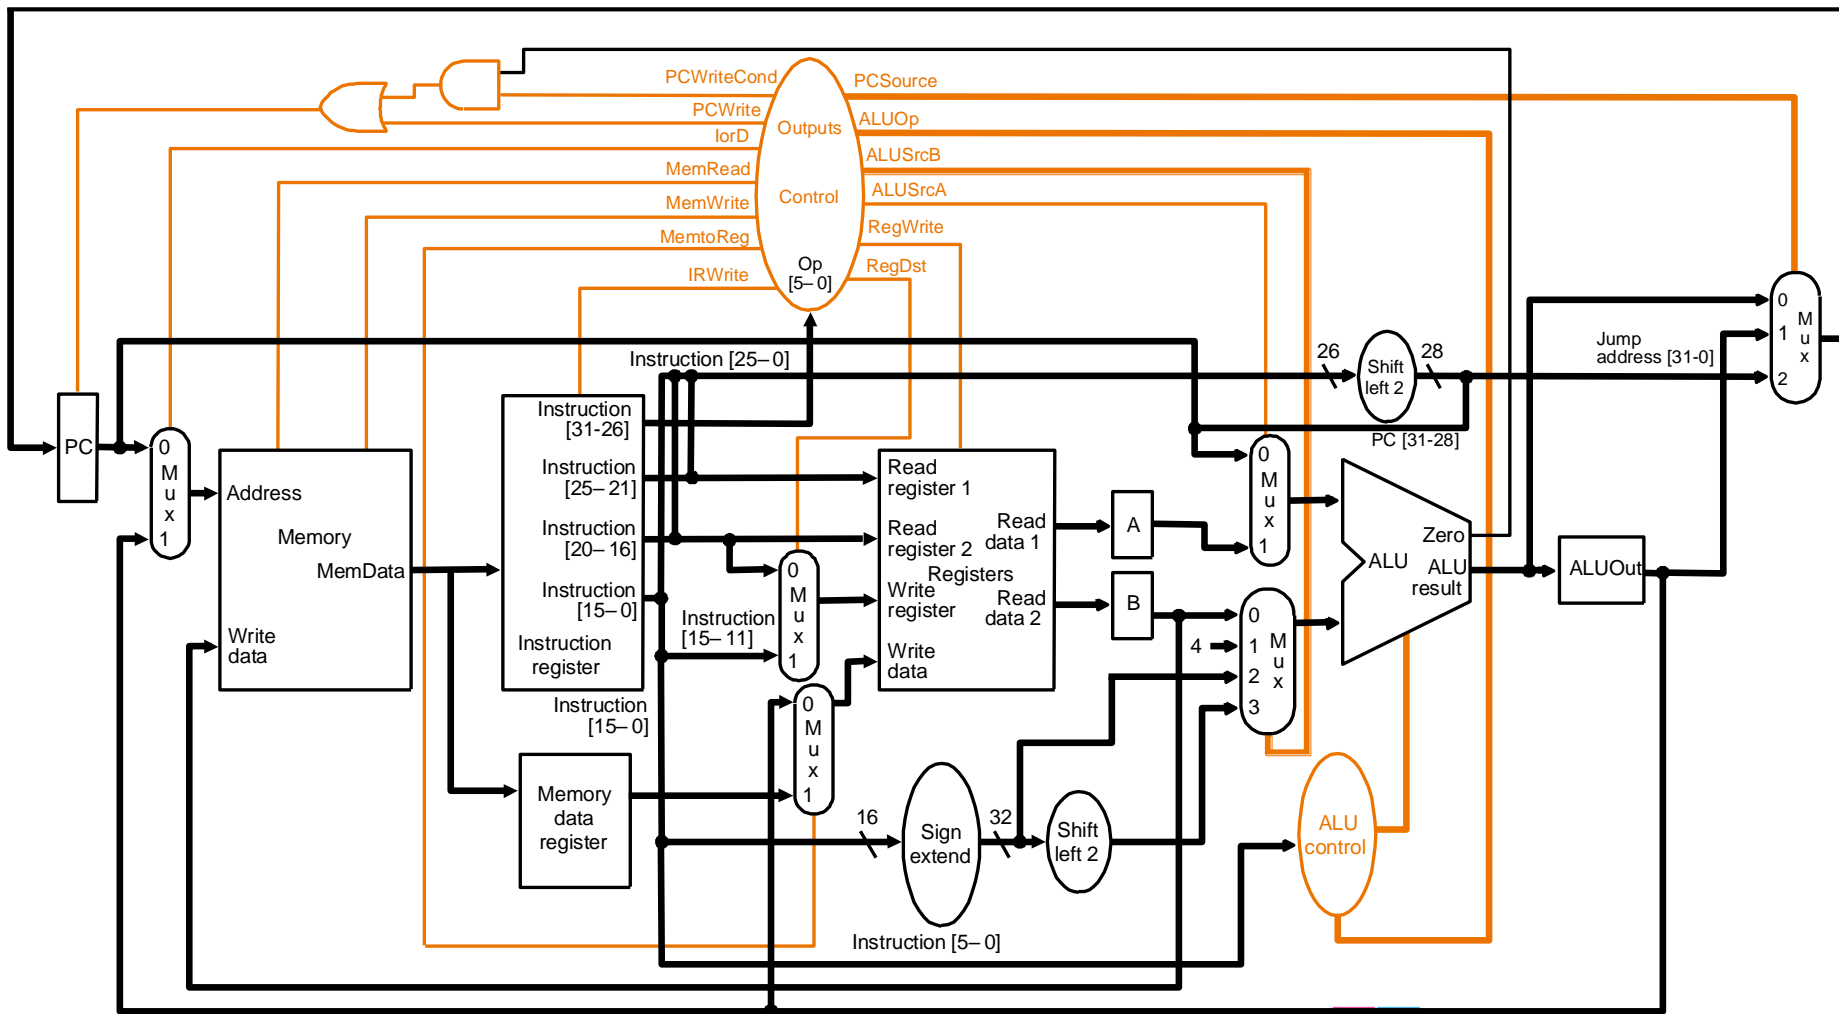 PCWriteCond
PCSource
PCWrite
ALUOp
Outputs
IorD
ALUSrcB
MemRead
ALUSrcA
Control
MemWrite
RegWrite
MemtoReg
Op
[5–0]
RegDst
IRWrite
0
1
2
M
u
x
Jump
address [31-0]
26
28
Shift
left 2
Instruction [25–0]
PC [31-28]
PC
0
M
u
x
1
Address
Memory
MemData
Write
data
Instruction
[31-26]
Instruction
[25–21]
Instruction
[20–16]
Instruction
[15–0]
Instruction
register
Instruction
[15–11]
Instruction
[15–0]
0
M
u
x
1
Read
register 1
Read
register 2
Registers
Write
register
Write
data
Read
data 1
Read
data 2
A
B
0
M
u
x
1
4
0
1
2
3
M
u
x
Zero
ALU
ALU
result
ALUOut
0
M
u
x
1
Memory
data
register
16
Sign
extend
32
Shift
left 2
ALU
control
Instruction [5–0]